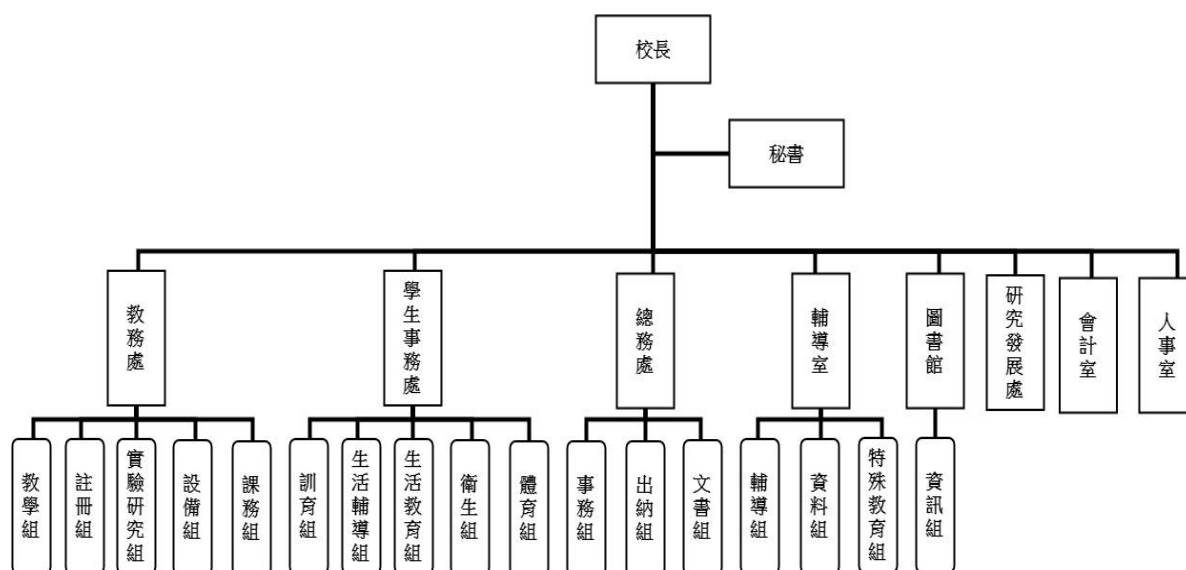 校長
秘書
教務處
學生事務處
總務處
輔導室
圖書館
研究發展處
會計室
人事室
教學組
註冊組
實驗研究組
設備組
課務組
訓育組
生活輔導組
生活教育組
衛生組
體育組
事務組
出納組
文書組
輔導組
資料組
特殊教育組
資訊組